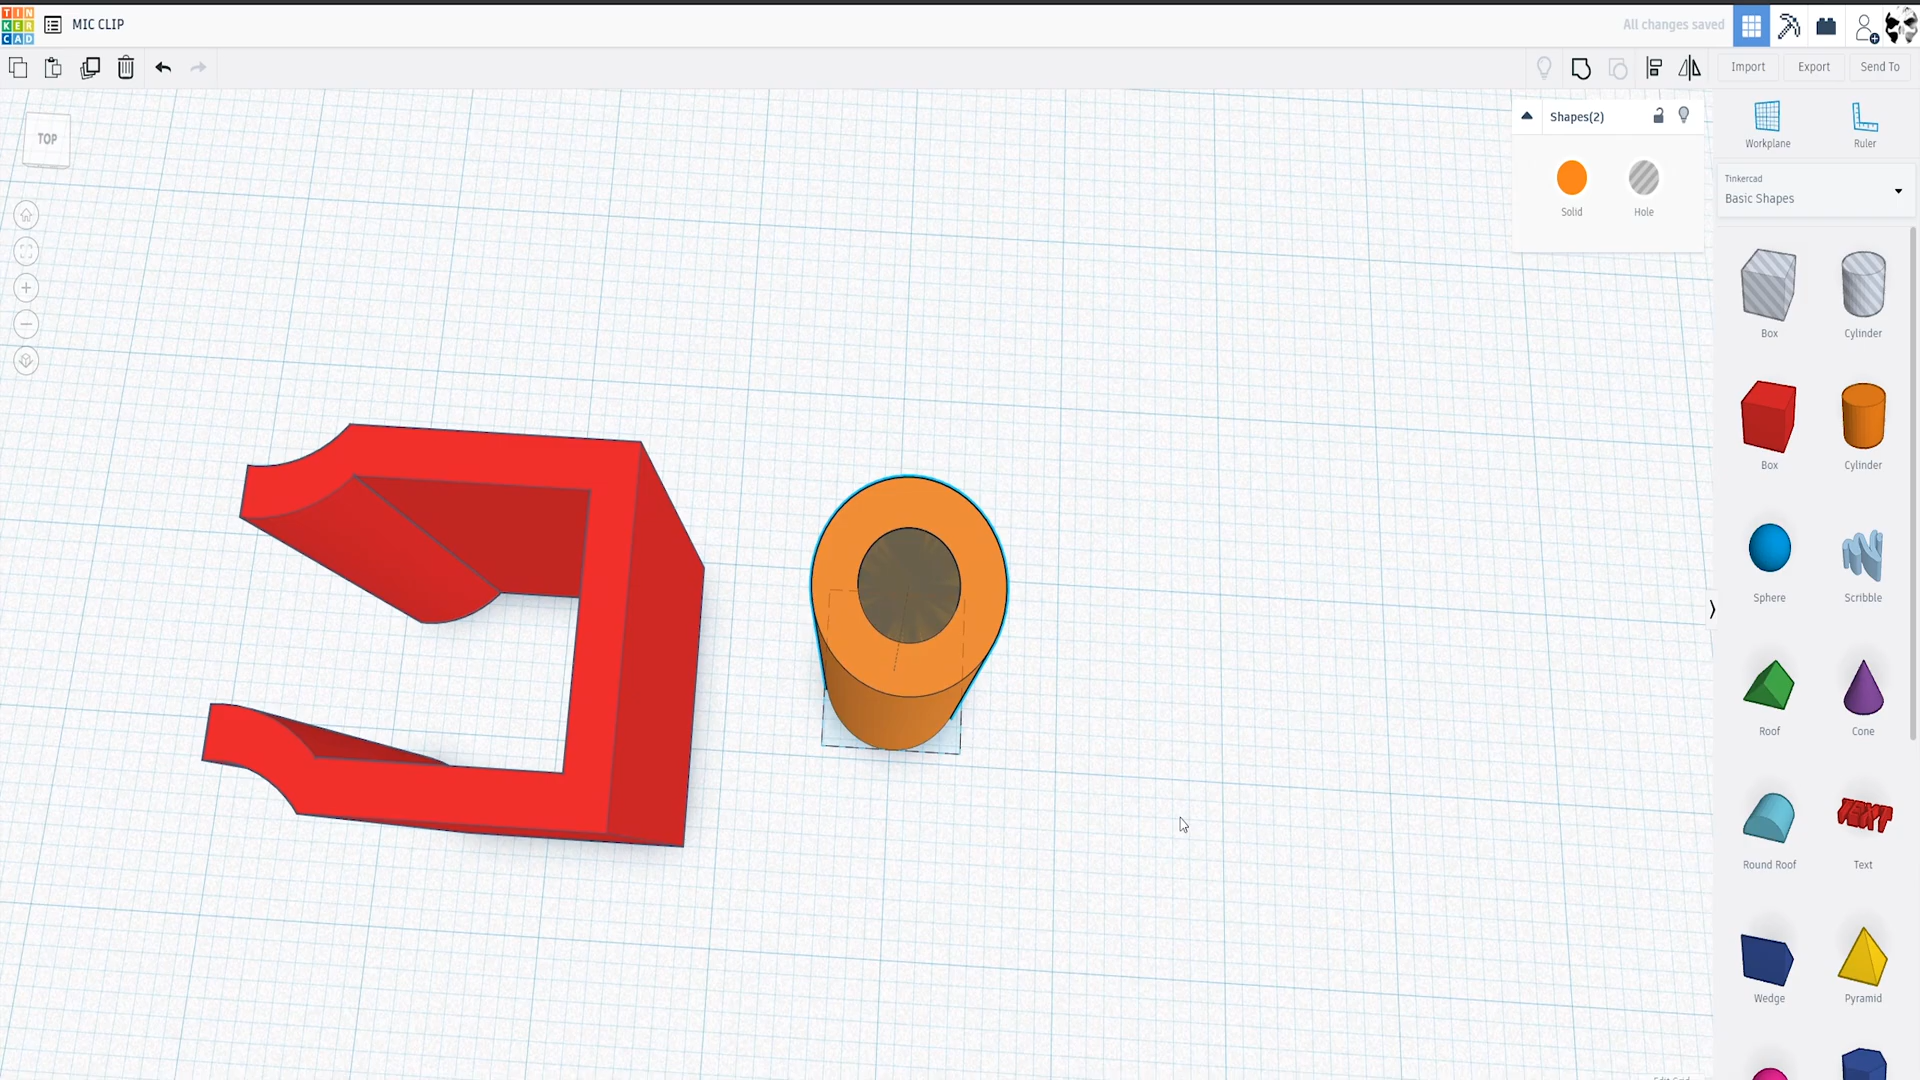 TIN
KER
CAD
MIC CLIP
All changes saved
Import
Export
Send To
TOP
Shapes(2)
Solid
Hole
Workplane
Ruler
Tinkercad
Basic Shapes
Box
Cylinder
Box
Cylinder
Sphere
Scribble
Roof
Cone
TEXT
Round Roof
Text
Wedge
Pyramid